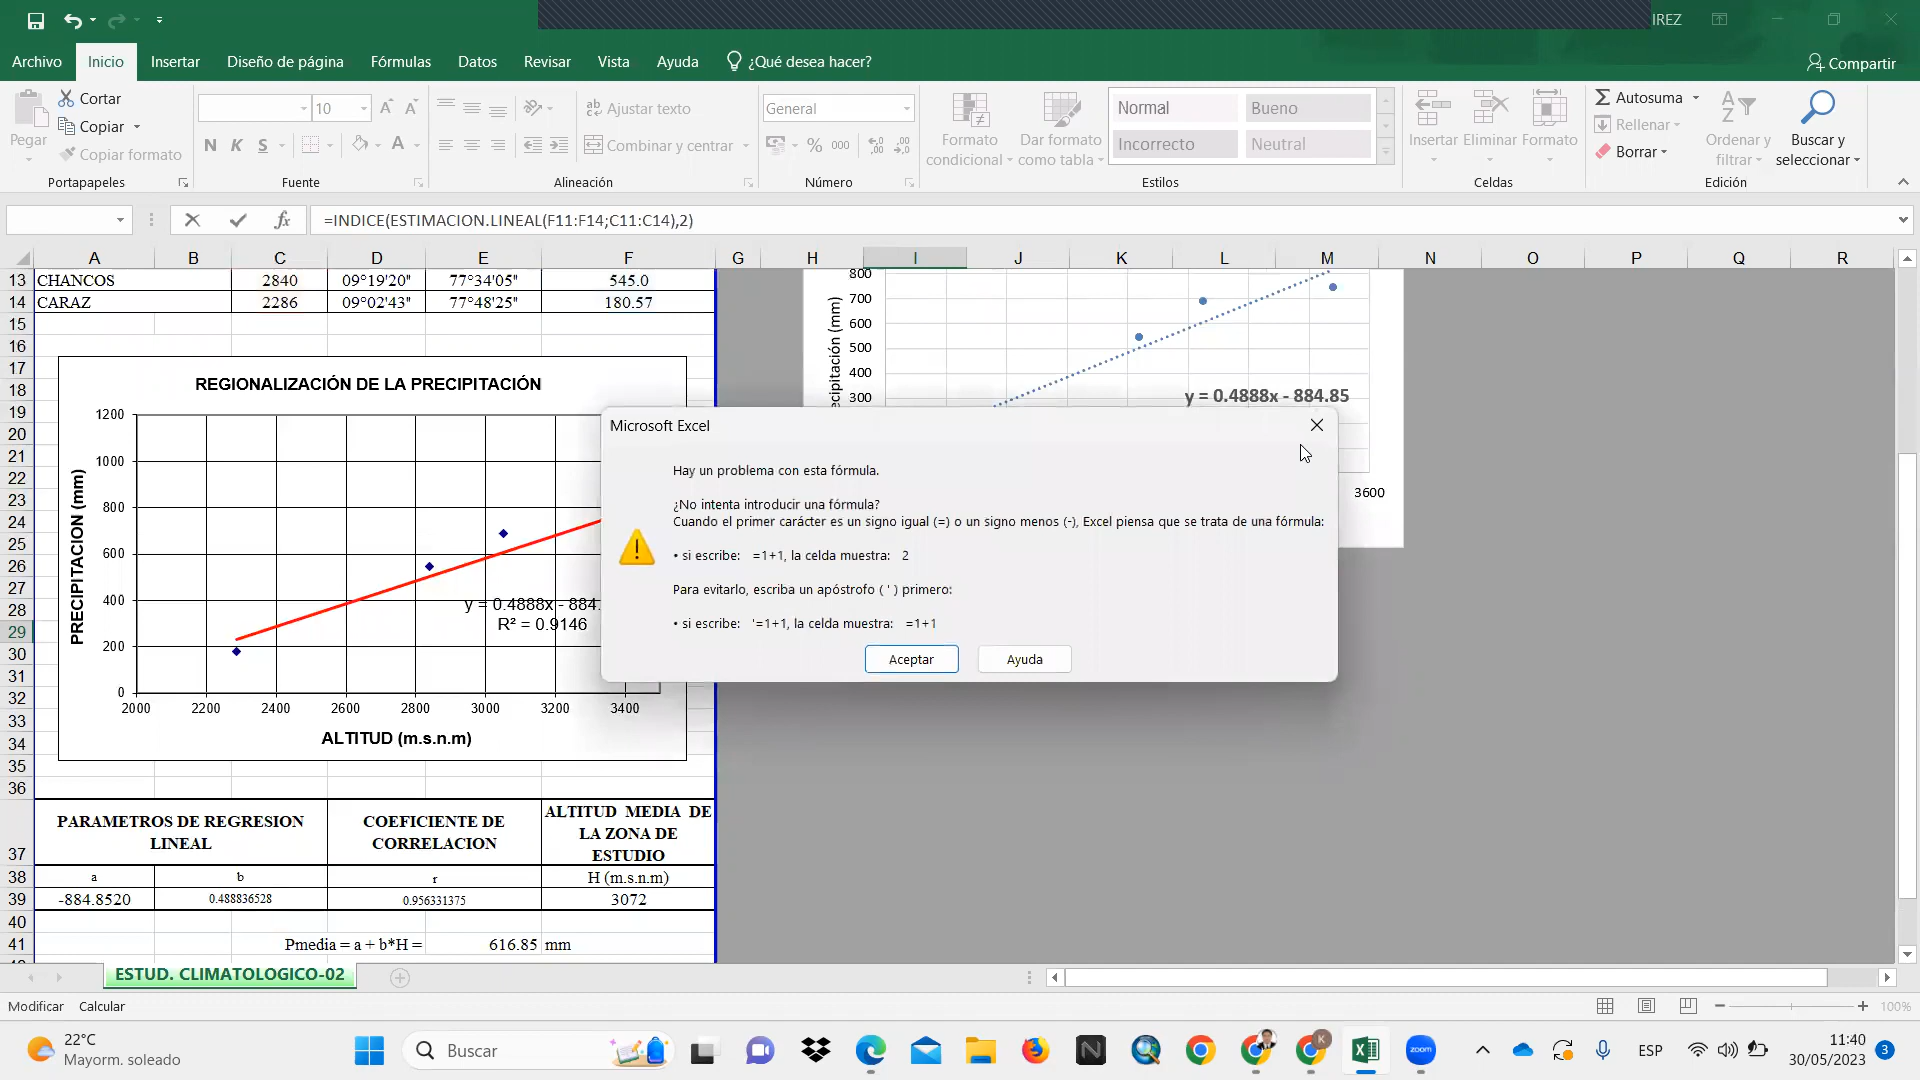 IREZ
Archivo Inicio Insertar Diseño de página Fórmulas Datos Revisar Vista Ayuda ¿Qué desea hacer? Compartir
Pegar
Cortar
Copiar
Copiar formato
Portapapeles
10
N K S A
Fuente
ab Ajustar texto
Combinar y centrar
Alineación
General
% 000
Número
Formato condicional
Dar formato como tabla
Normal Bueno
Incorrecto Neutral
Estilos
Insertar Eliminar Formato
Celdas
Autosuma
Rellenar
Borrar
Ordenar y filtrar
Buscar y seleccionar
Edición
fx =INDICE(ESTIMACION.LINEAL(F11:F14;C11:C14),2)
A B C D E F G H I J K L M N O P Q R
13 CHANCOS 2840 09°19'20" 77°34'05" 545.0
14 CARAZ 2286 09°02'43" 77°48'25" 180.57
15
16
17
18
19
20
21
22
23
24
25
26
27
28
29
30
31
32
33
34
35
36
REGIONALIZACIÓN DE LA PRECIPITACIÓN
PRECIPITACION (mm)
1200
1000
800
600
400
200
0
y = 0.4888x - 884.
R² = 0.9146
2000 2200 2400 2600 2800 3000 3200 3400
ALTITUD (m.s.n.m)
800
700
600
500
400
300
ecipitación (mm)
y = 0.4888x - 884.85
3600
Microsoft Excel
Hay un problema con esta fórmula.
¿No intenta introducir una fórmula?
Cuando el primer carácter es un signo igual (=) o un signo menos (-), Excel piensa que se trata de una fórmula:
• si escribe: =1+1, la celda muestra: 2
Para evitarlo, escriba un apóstrofo ( ' ) primero:
• si escribe: '=1+1, la celda muestra: =1+1
Aceptar Ayuda
37 PARAMETROS DE REGRESION LINEAL COEFICIENTE DE CORRELACION ALTITUD MEDIA DE LA ZONA DE ESTUDIO
38 a b r H (m.s.n.m)
39 -884.8520 0.488836528 0.956331375 3072
40
41 Pmedia = a + b*H = 616.85 mm
ESTUD. CLIMATOLOGICO-02
Modificar Calcular 100%
22°C
Mayorm. soleado
Buscar
N
K
zoom
ESP
11:40
30/05/2023
3